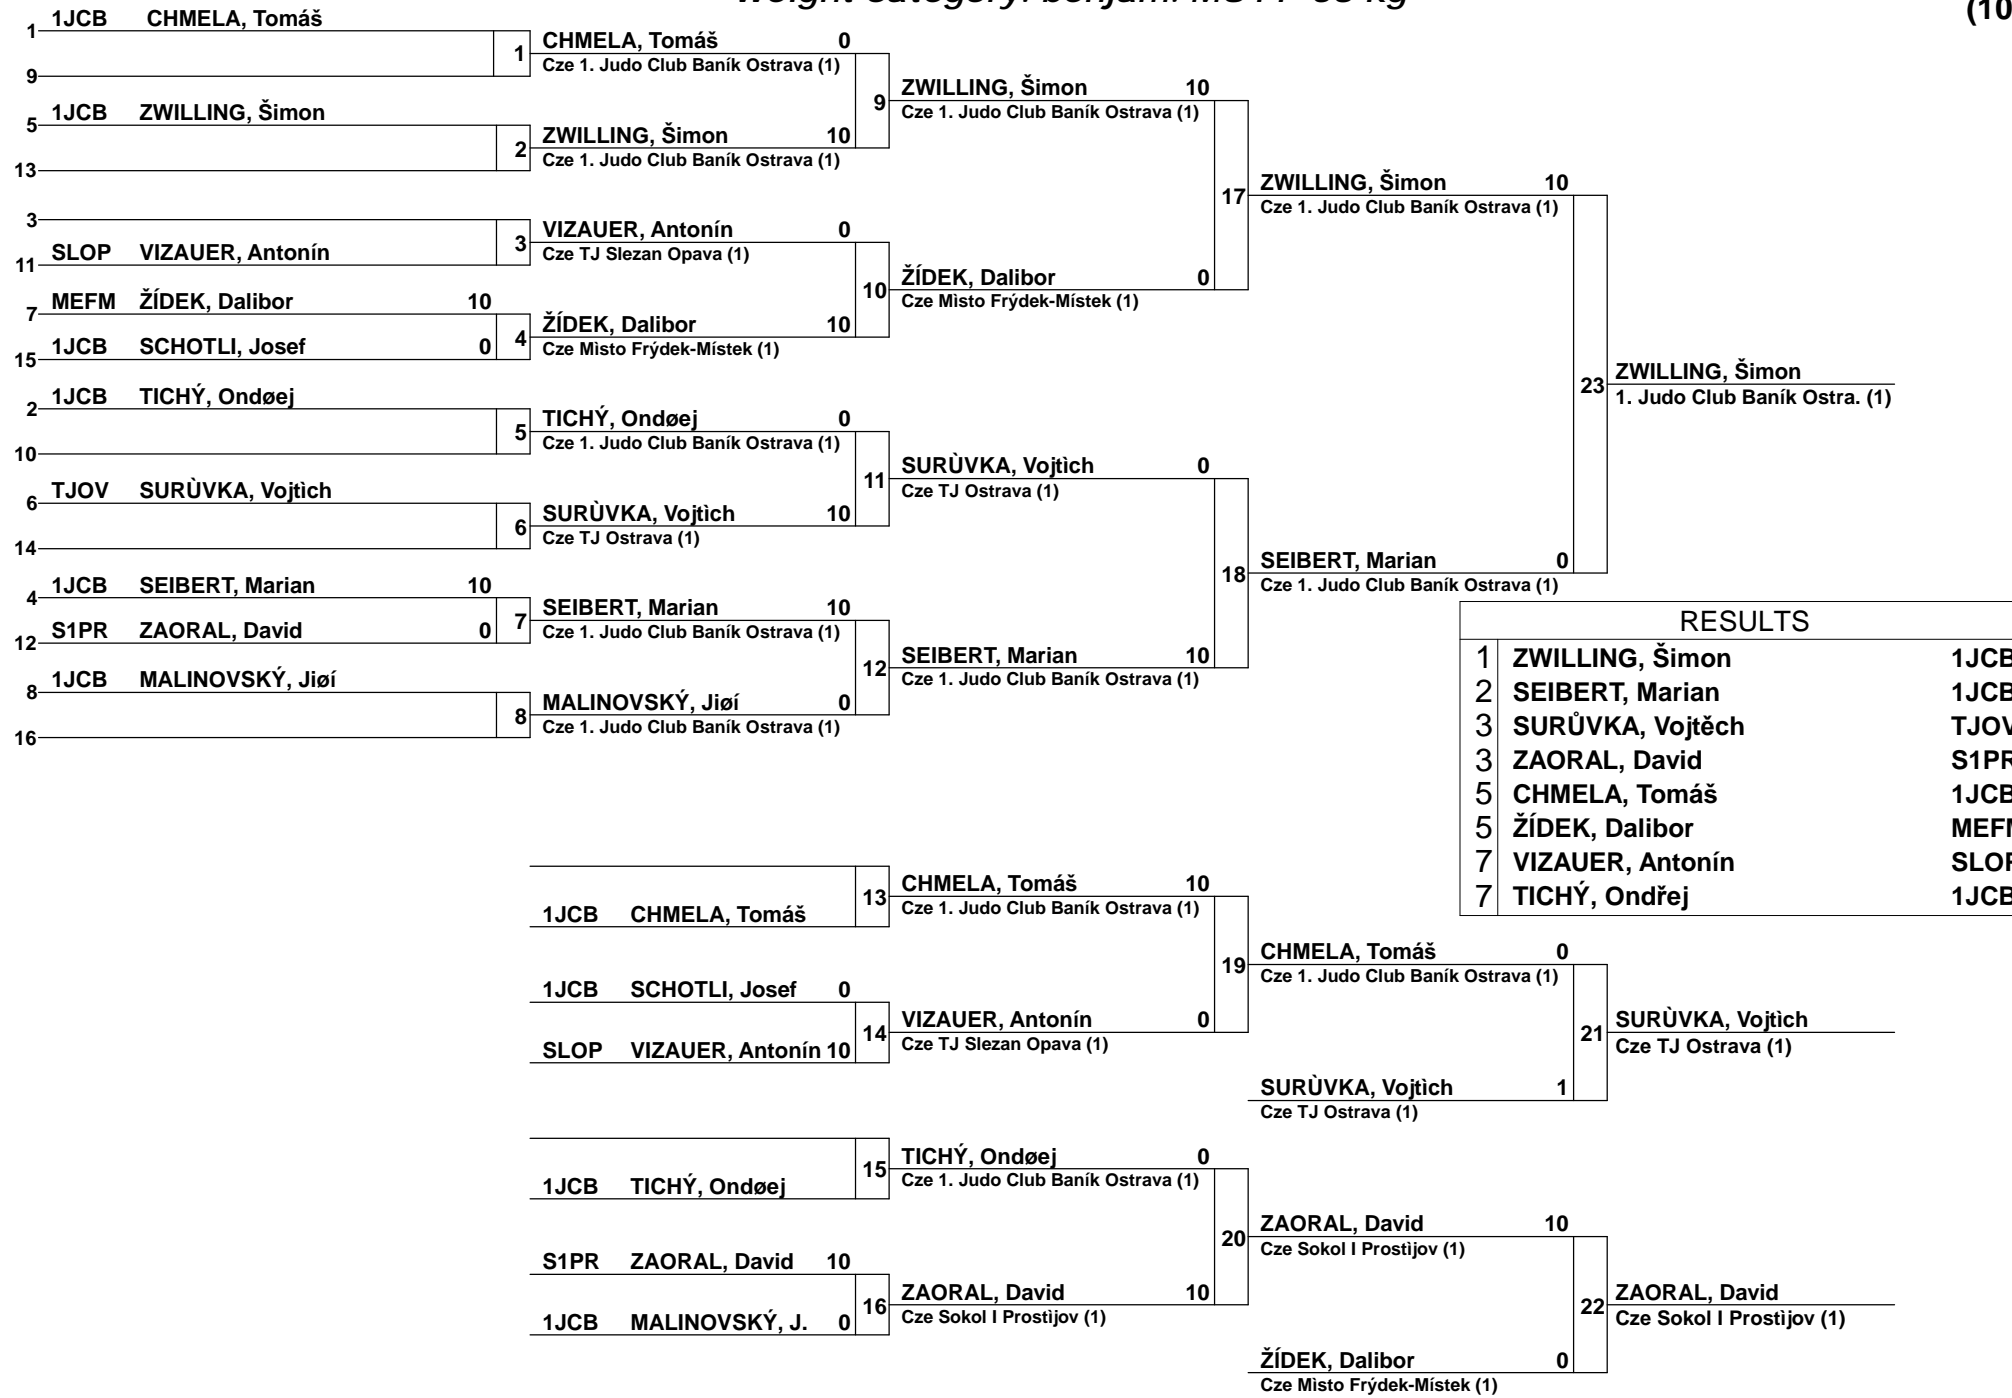 (10
1 1JCB CHMELA, Tomáš
9
5 1JCB ZWILLING, Šimon
13
3
11 SLOP VIZAUER, Antonín
7 MEFM ŽÍDEK, Dalibor 10
15 1JCB SCHOTLI, Josef 0
2 1JCB TICHÝ, Ondøej
10
6 TJOV SURÙVKA, Vojtìch
14
4 1JCB SEIBERT, Marian 10
12 S1PR ZAORAL, David 0
8 1JCB MALINOVSKÝ, Jiøí
16
1 CHMELA, Tomáš 0
Cze 1. Judo Club Baník Ostrava (1)
2 ZWILLING, Šimon 10
Cze 1. Judo Club Baník Ostrava (1)
3 VIZAUER, Antonín 0
Cze TJ Slezan Opava (1)
4 ŽÍDEK, Dalibor 10
Cze Mìsto Frýdek-Místek (1)
5 TICHÝ, Ondøej 0
Cze 1. Judo Club Baník Ostrava (1)
6 SURÙVKA, Vojtìch 10
Cze TJ Ostrava (1)
7 SEIBERT, Marian 10
Cze 1. Judo Club Baník Ostrava (1)
8 MALINOVSKÝ, Jiøí 0
Cze 1. Judo Club Baník Ostrava (1)
9 ZWILLING, Šimon 10
Cze 1. Judo Club Baník Ostrava (1)
10 ŽÍDEK, Dalibor 0
Cze Mìsto Frýdek-Místek (1)
11 SURÙVKA, Vojtìch 0
Cze TJ Ostrava (1)
12 SEIBERT, Marian 10
Cze 1. Judo Club Baník Ostrava (1)
17 ZWILLING, Šimon 10
Cze 1. Judo Club Baník Ostrava (1)
18 SEIBERT, Marian 0
Cze 1. Judo Club Baník Ostrava (1)
23 ZWILLING, Šimon
1. Judo Club Baník Ostra. (1)
RESULTS
1 ZWILLING, Šimon 1JCB
2 SEIBERT, Marian 1JCB
3 SURŮVKA, Vojtěch TJOV
3 ZAORAL, David S1PR
5 CHMELA, Tomáš 1JCB
5 ŽÍDEK, Dalibor MEFM
7 VIZAUER, Antonín SLOP
7 TICHÝ, Ondřej 1JCB
1JCB CHMELA, Tomáš
1JCB SCHOTLI, Josef 0
SLOP VIZAUER, Antonín 10
1JCB TICHÝ, Ondøej
S1PR ZAORAL, David 10
1JCB MALINOVSKÝ, J. 0
13 CHMELA, Tomáš 10
Cze 1. Judo Club Baník Ostrava (1)
14 VIZAUER, Antonín 0
Cze TJ Slezan Opava (1)
15 TICHÝ, Ondøej 0
Cze 1. Judo Club Baník Ostrava (1)
16 ZAORAL, David 10
Cze Sokol I Prostìjov (1)
19 CHMELA, Tomáš 0
Cze 1. Judo Club Baník Ostrava (1)
SURÙVKA, Vojtìch 1
Cze TJ Ostrava (1)
20 ZAORAL, David 10
Cze Sokol I Prostìjov (1)
ŽÍDEK, Dalibor 0
Cze Mìsto Frýdek-Místek (1)
21 SURÙVKA, Vojtìch
Cze TJ Ostrava (1)
22 ZAORAL, David
Cze Sokol I Prostìjov (1)